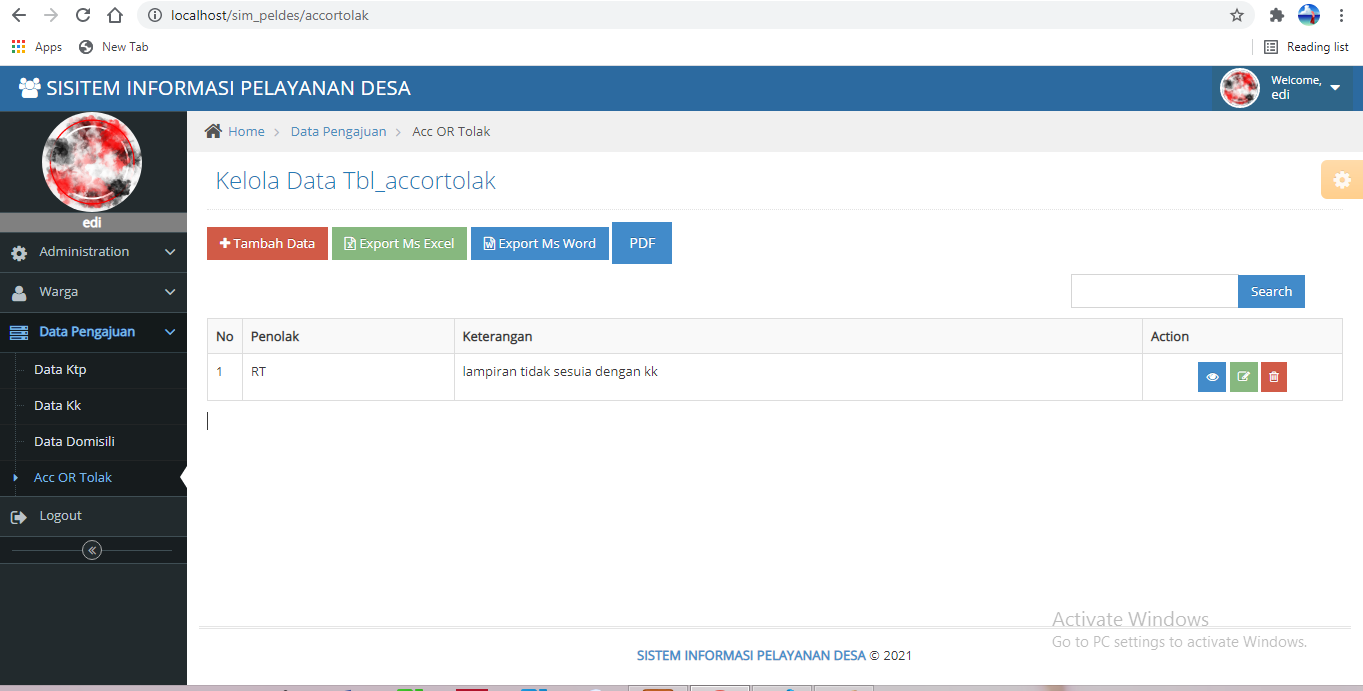 localhost/sim_peldes/accortolak
Apps New Tab Reading list
SISITEM INFORMASI PELAYANAN DESA
Welcome,
edi
edi
Administration
Warga
Data Pengajuan
Data Ktp
Data Kk
Data Domisili
Acc OR Tolak
Logout
Home Data Pengajuan Acc OR Tolak
Kelola Data Tbl_accortolak
Tambah Data Export Ms Excel Export Ms Word PDF
Search
No Penolak Keterangan Action
1 RT lampiran tidak sesuia dengan kk
Activate Windows
Go to PC settings to activate Windows.
SISTEM INFORMASI PELAYANAN DESA © 2021